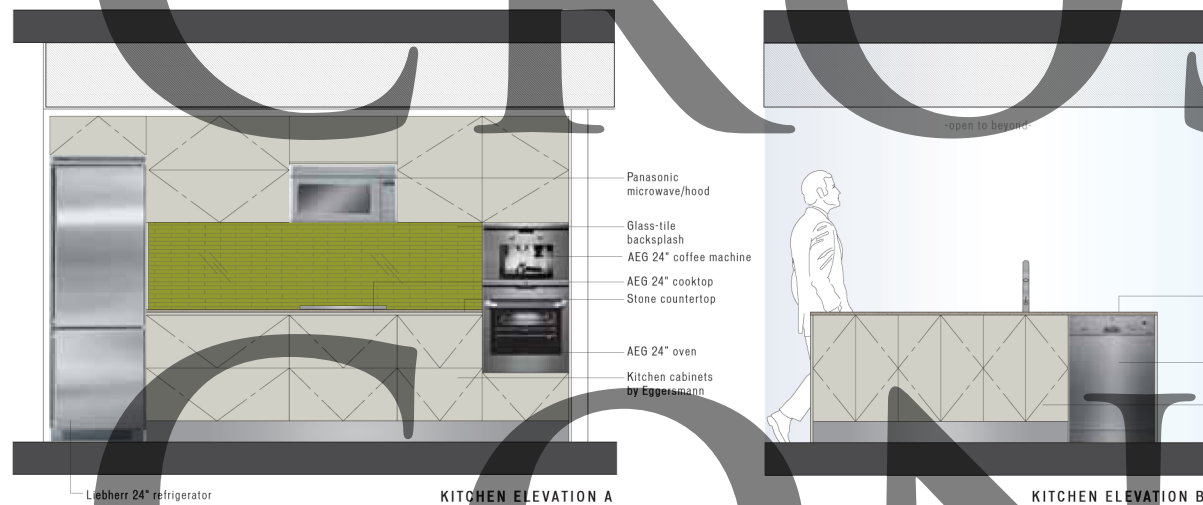 -open to beyond-
Panasonic
microwave/hood
Glass-tile
backsplash
AEG 24" coffee machine
AEG 24" cooktop
Stone countertop
AEG 24" oven
Kitchen cabinets
by Eggersmann
Liebherr 24" refrigerator
KITCHEN ELEVATION A
KITCHEN ELEVATION B